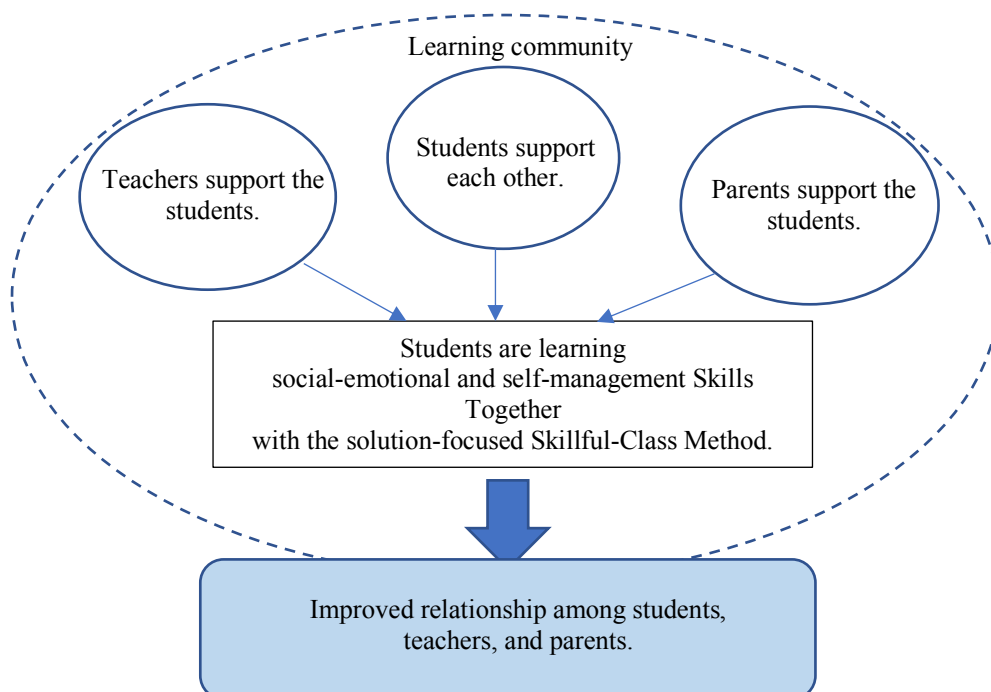 Learning community
Teachers support the
students.
Students support
each other.
Parents support the
students.
Students are learning
social-emotional and self-management Skills
Together
with the solution-focused Skillful-Class Method.
Improved relationship among students,
teachers, and parents.